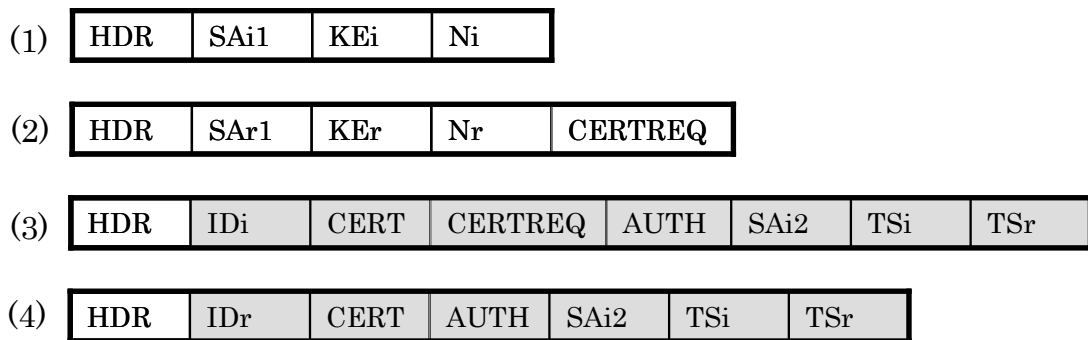 (1) HDR SAi1 KEi Ni
(2) HDR SAr1 KEr Nr CERTREQ
(3) HDR IDi CERT CERTREQ AUTH SAi2 TSi TSr
(4) HDR IDr CERT AUTH SAi2 TSi TSr